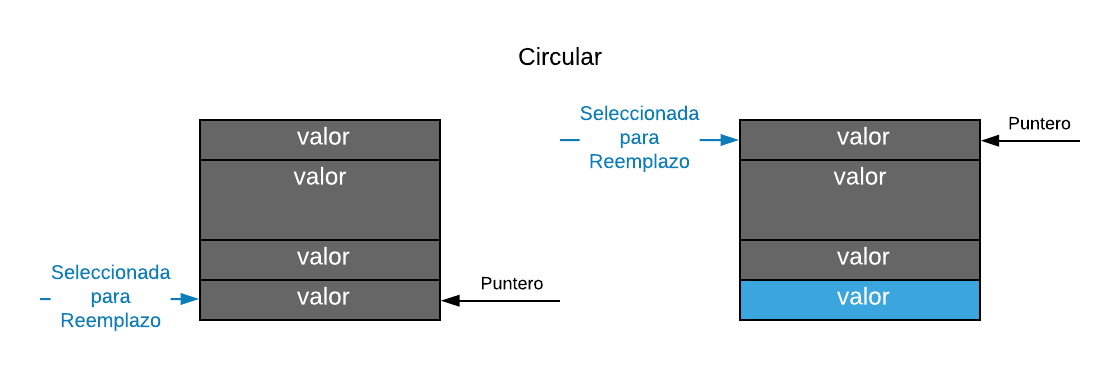 Circular
valor
valor
valor
valor
Seleccionada
para
Reemplazo
Puntero
Seleccionada
para
Reemplazo
Puntero
valor
valor
valor
valor